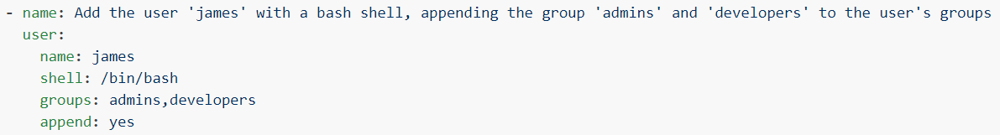 - name: Add the user 'james' with a bash shell, appending the group 'admins' and 'developers' to the user's groups
  user:
    name: james
    shell: /bin/bash
    groups: admins,developers
    append: yes